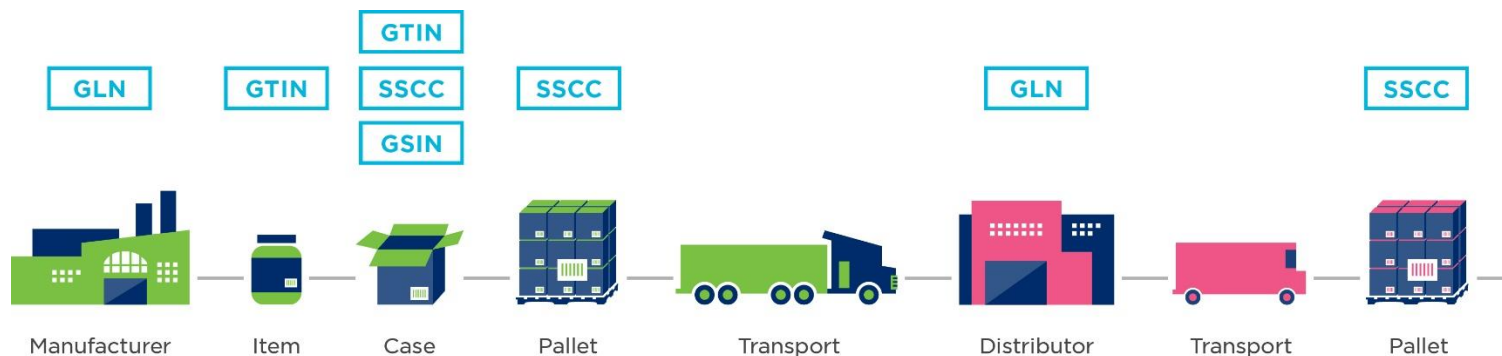 GTIN
GLN GTIN SSCC SSCC GLN SSCC
GSIN
Manufacturer Item Case Pallet Transport Distributor Transport Pallet